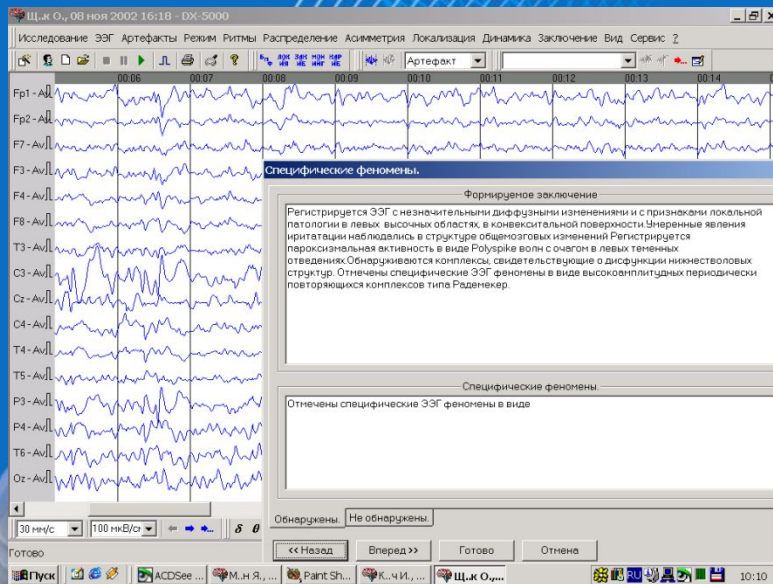 Щ..к О., 08 ноя 2002 16:18 - DX-5000
Исследование ЭЭГ Артефакты Режим Ритмы Распределение Асимметрия Локализация Динамика Заключение Вид Сервис ?
Артефакт
00:06 00:07 00:08 00:09 00:10 00:11 00:12 00:13 00:14
Fp1 - Av
Fp2 - Av
F7 - Av
F3 - Av
F4 - Av
F8 - Av
T3 - Av
C3 - Av
Cz - Av
C4 - Av
T4 - Av
T5 - Av
P3 - Av
P4 - Av
T6 - Av
Oz - Av
Специфические феномены.
Формируемое заключение
Регистрируется ЭЭГ с незначительными диффузными изменениями и с признаками локальной
патологии в левых височных областях, в конвекситальной поверхности.Умеренные явления
иритатации наблюдались в структуре общемозговых изменений Регистрируется
пароксизмальная активность в виде Polyspike волн с очагом в левых теменных
отведениях.Обнаруживаются комплексы, свидетельствующие о дисфункции нижнестволовых
структур. Отмечены специфические ЭЭГ феномены в виде высокоамплитудных периодически
повторяющихся комплексов типа Радемекер.
Специфические феномены.
Отмечены специфические ЭЭГ феномены в виде
Обнаружены. Не обнаружены.
<< Назад Вперед >> Готово Отмена
30 мм/с 100 мкВ/см δ θ
Готово
Пуск ACDSee ... М..н Я., ... Paint Sh... К..ч И., ... Щ..к О.,... RU 10:10